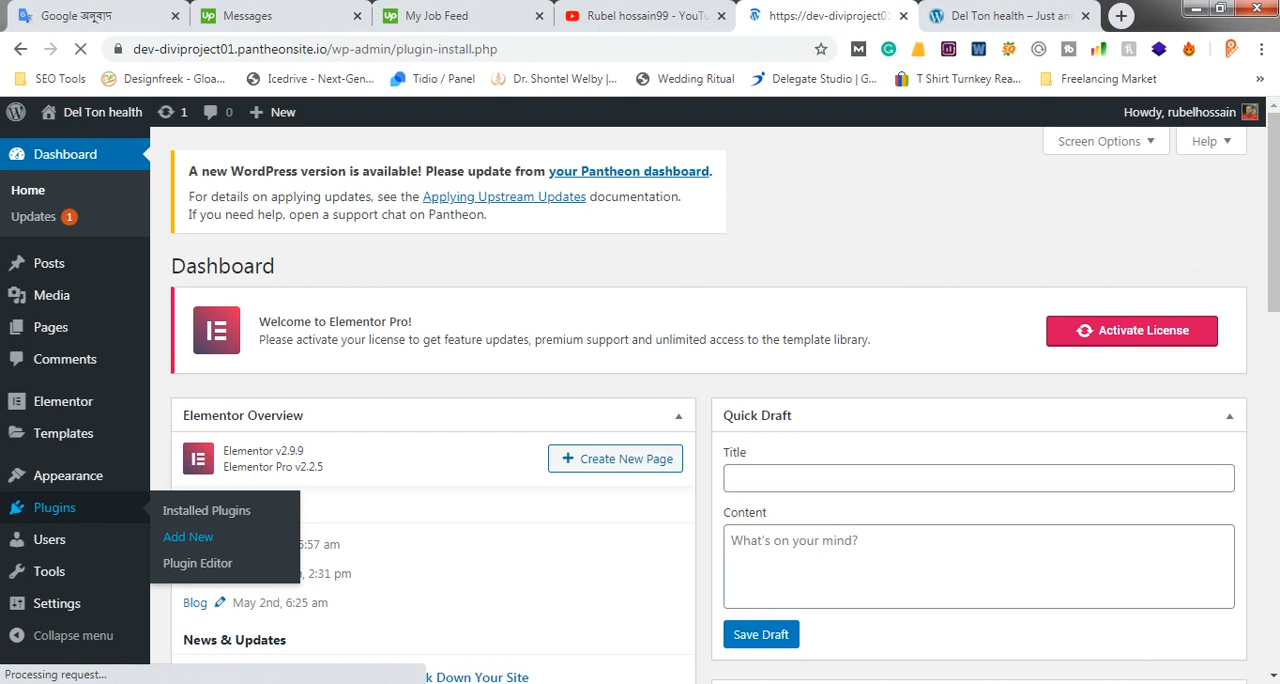 Google অনুবাদ
Messages
My Job Feed
Rubel hossain99 - YouTu
https://dev-diviproject01
Del Ton health – Just an
dev-diviproject01.pantheonsite.io/wp-admin/plugin-install.php
SEO Tools
Designfreek - Gloa...
Icedrive - Next-Gen...
Tidio / Panel
Dr. Shontel Welby |...
Wedding Ritual
Delegate Studio | G...
T Shirt Turnkey Rea...
Freelancing Market
»
Del Ton health
1
0
New
Howdy, rubelhossain
Dashboard
Home
Updates 1
Posts
Media
Pages
Comments
Elementor
Templates
Appearance
Plugins
Users
Tools
Settings
Collapse menu
Installed Plugins
Add New
Plugin Editor
Screen Options
Help
A new WordPress version is available! Please update from your Pantheon dashboard.
For details on applying updates, see the Applying Upstream Updates documentation.
If you need help, open a support chat on Pantheon.
Dashboard
Welcome to Elementor Pro!
Please activate your license to get feature updates, premium support and unlimited access to the template library.
Activate License
Elementor Overview
Elementor v2.9.9
Elementor Pro v2.2.5
Create New Page
5:57 am
, 2:31 pm
Blog May 2nd, 6:25 am
News & Updates
k Down Your Site
Quick Draft
Title
Content
What's on your mind?
Save Draft
Processing request...